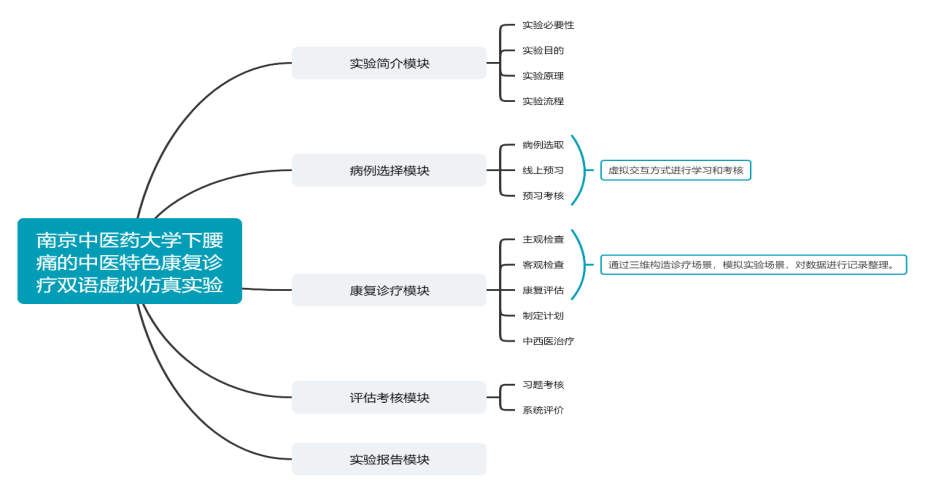 南京中医药大学下腰
痛的中医特色康复诊
疗双语虚拟仿真实验
实验简介模块
实验必要性
实验目的
实验原理
实验流程
病例选择模块
病例选取
线上预习
预习考核
虚拟交互方式进行学习和考核
康复诊疗模块
主观检查
客观检查
康复评估
制定计划
中西医治疗
通过三维构造诊疗场景，模拟实验场景，对数据进行记录整理。
评估考核模块
习题考核
系统评价
实验报告模块